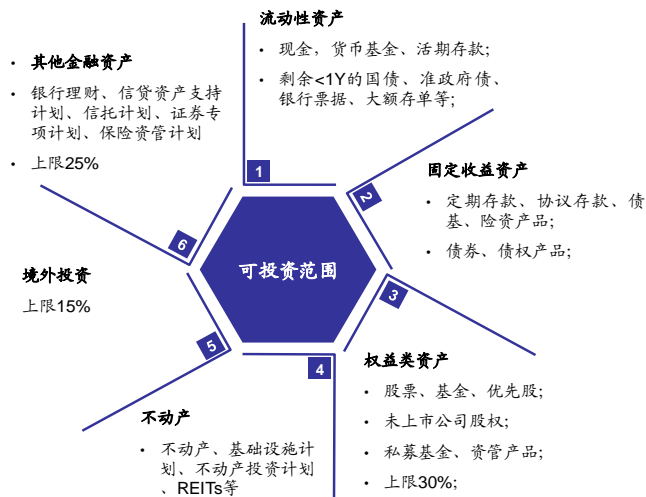 流动性资产
• 现金，货币基金、活期存款;
• 剩余<1Y的国债、准政府债、
银行票据、大额存单等;
• 其他金融资产
• 银行理财、信贷资产支持
计划、信托计划、证券专
项计划、保险资管计划
• 上限25%
1
固定收益资产
• 定期存款、协议存款、债
基、险资产品;
• 债券、债权产品;
2
6
可投资范围
境外投资
上限15%
3
5
4
权益类资产
• 股票、基金、优先股;
• 未上市公司股权;
• 私募基金、资管产品;
• 上限30%;
不动产
• 不动产、基础设施计
划、不动产投资计划
、REITs等